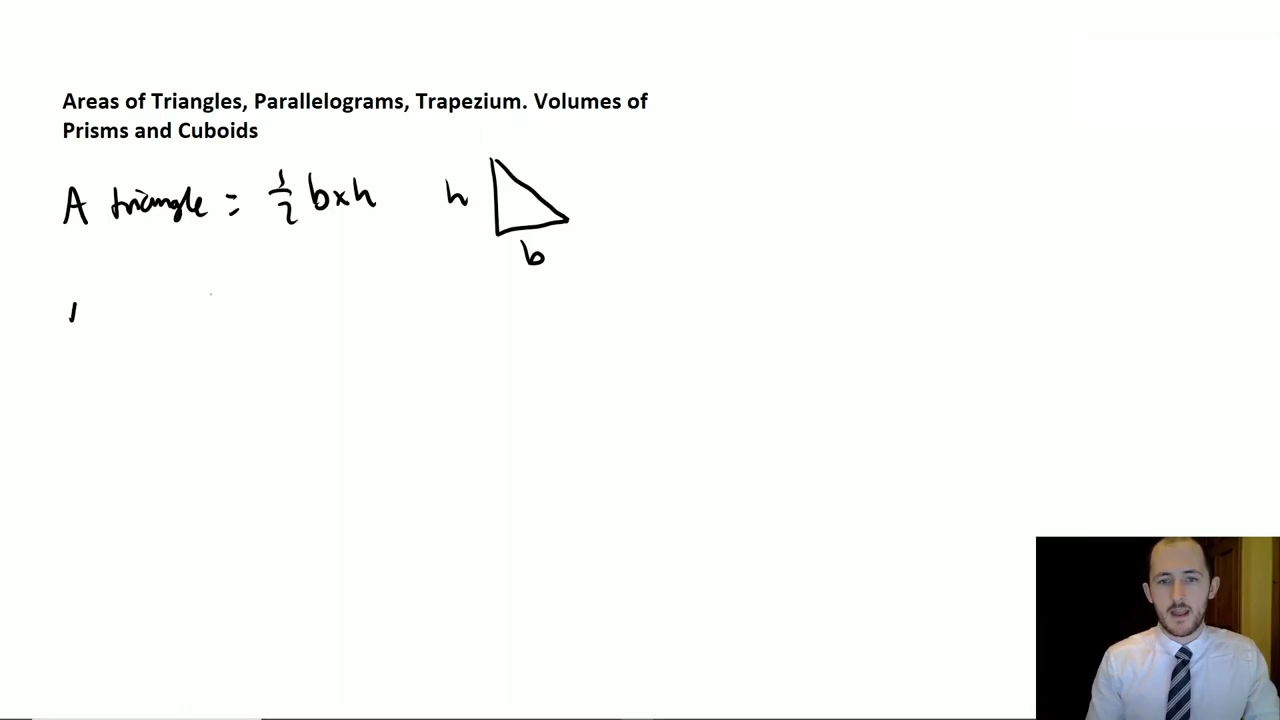 Areas of Triangles, Parallelograms, Trapezium. Volumes of
Prisms and Cuboids
A triangle = 1/2 b×h
h
b